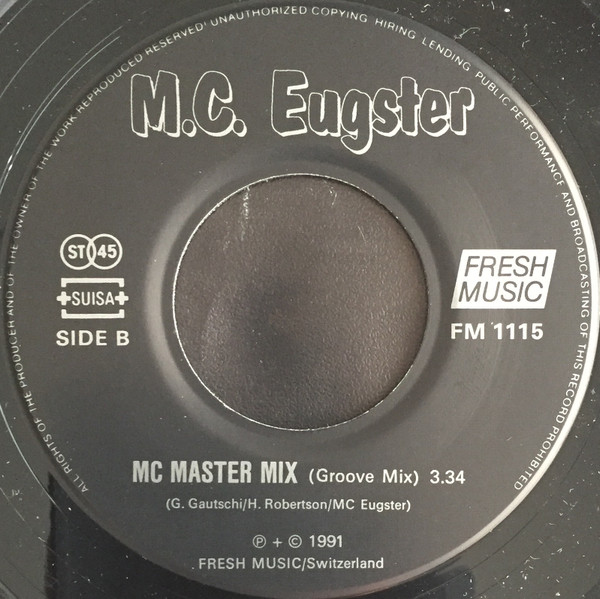 ALL RIGHTS OF THE PRODUCER AND OF THE OWNER OF THE WORK REPRODUCED RESERVED! UNAUTHORIZED COPYING HIRING LENDING PUBLIC PERFORMANCE AND BROADCASTING OF THIS RECORD PROHIBITED
M.C. Eugster
ST 45
SUISA
SIDE B
FRESH
MUSIC
FM 1115
MC MASTER MIX (Groove Mix) 3.34
(G. Gautschi/H. Robertson/MC Eugster)
℗ + © 1991
FRESH MUSIC/Switzerland